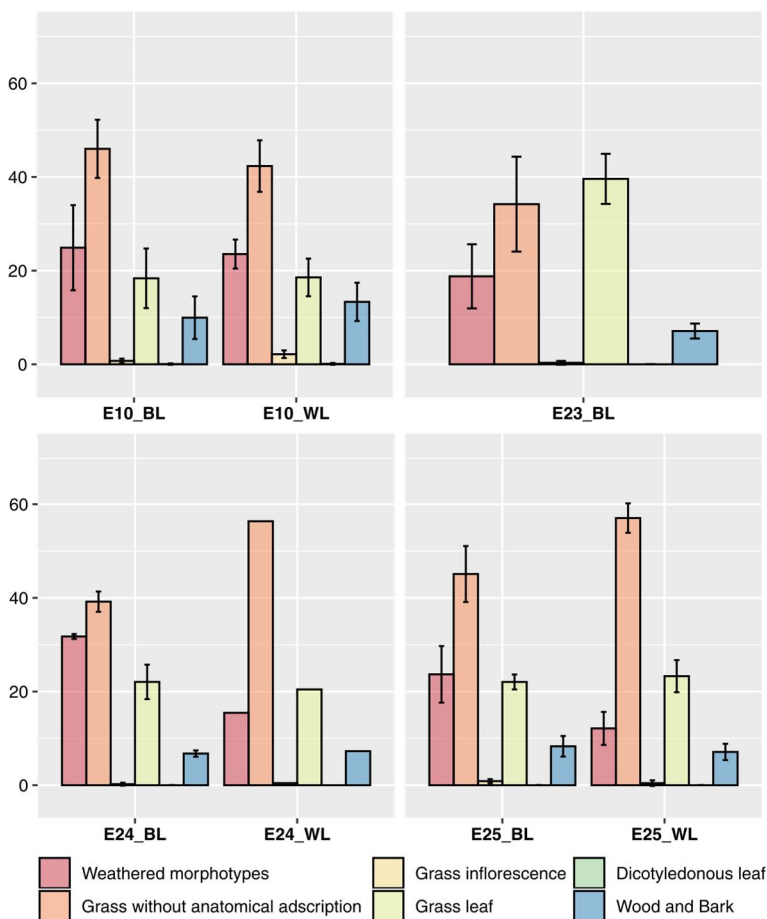 60
40
20
0
E10_BL E10_WL E23_BL
60
40
20
0
E24_BL E24_WL E25_BL E25_WL
Weathered morphotypes Grass inflorescence Dicotyledonous leaf
Grass without anatomical adscription Grass leaf Wood and Bark